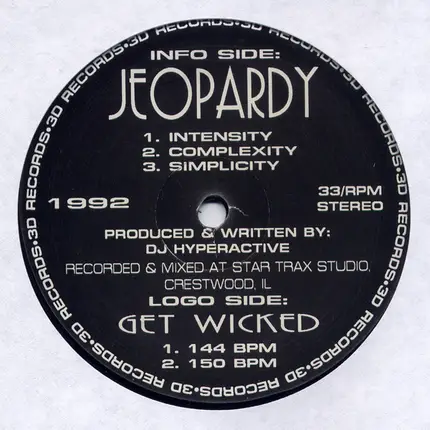 INFO SIDE:
JEOPARDY
1. INTENSITY
2. COMPLEXITY
3. SIMPLICITY
1992
33/RPM
STEREO
PRODUCED & WRITTEN BY:
DJ HYPERACTIVE
RECORDED & MIXED AT STAR TRAX STUDIO,
CRESTWOOD, IL
LOGO SIDE:
GET WICKED
1. 144 BPM
2. 150 BPM
3D RECORDS•3D RECORDS•3D RECORDS•3D RECORDS•3D RECORDS•3D RECORDS•3D RECORDS•3D RECORDS•3D RECORDS•3D RECORDS•